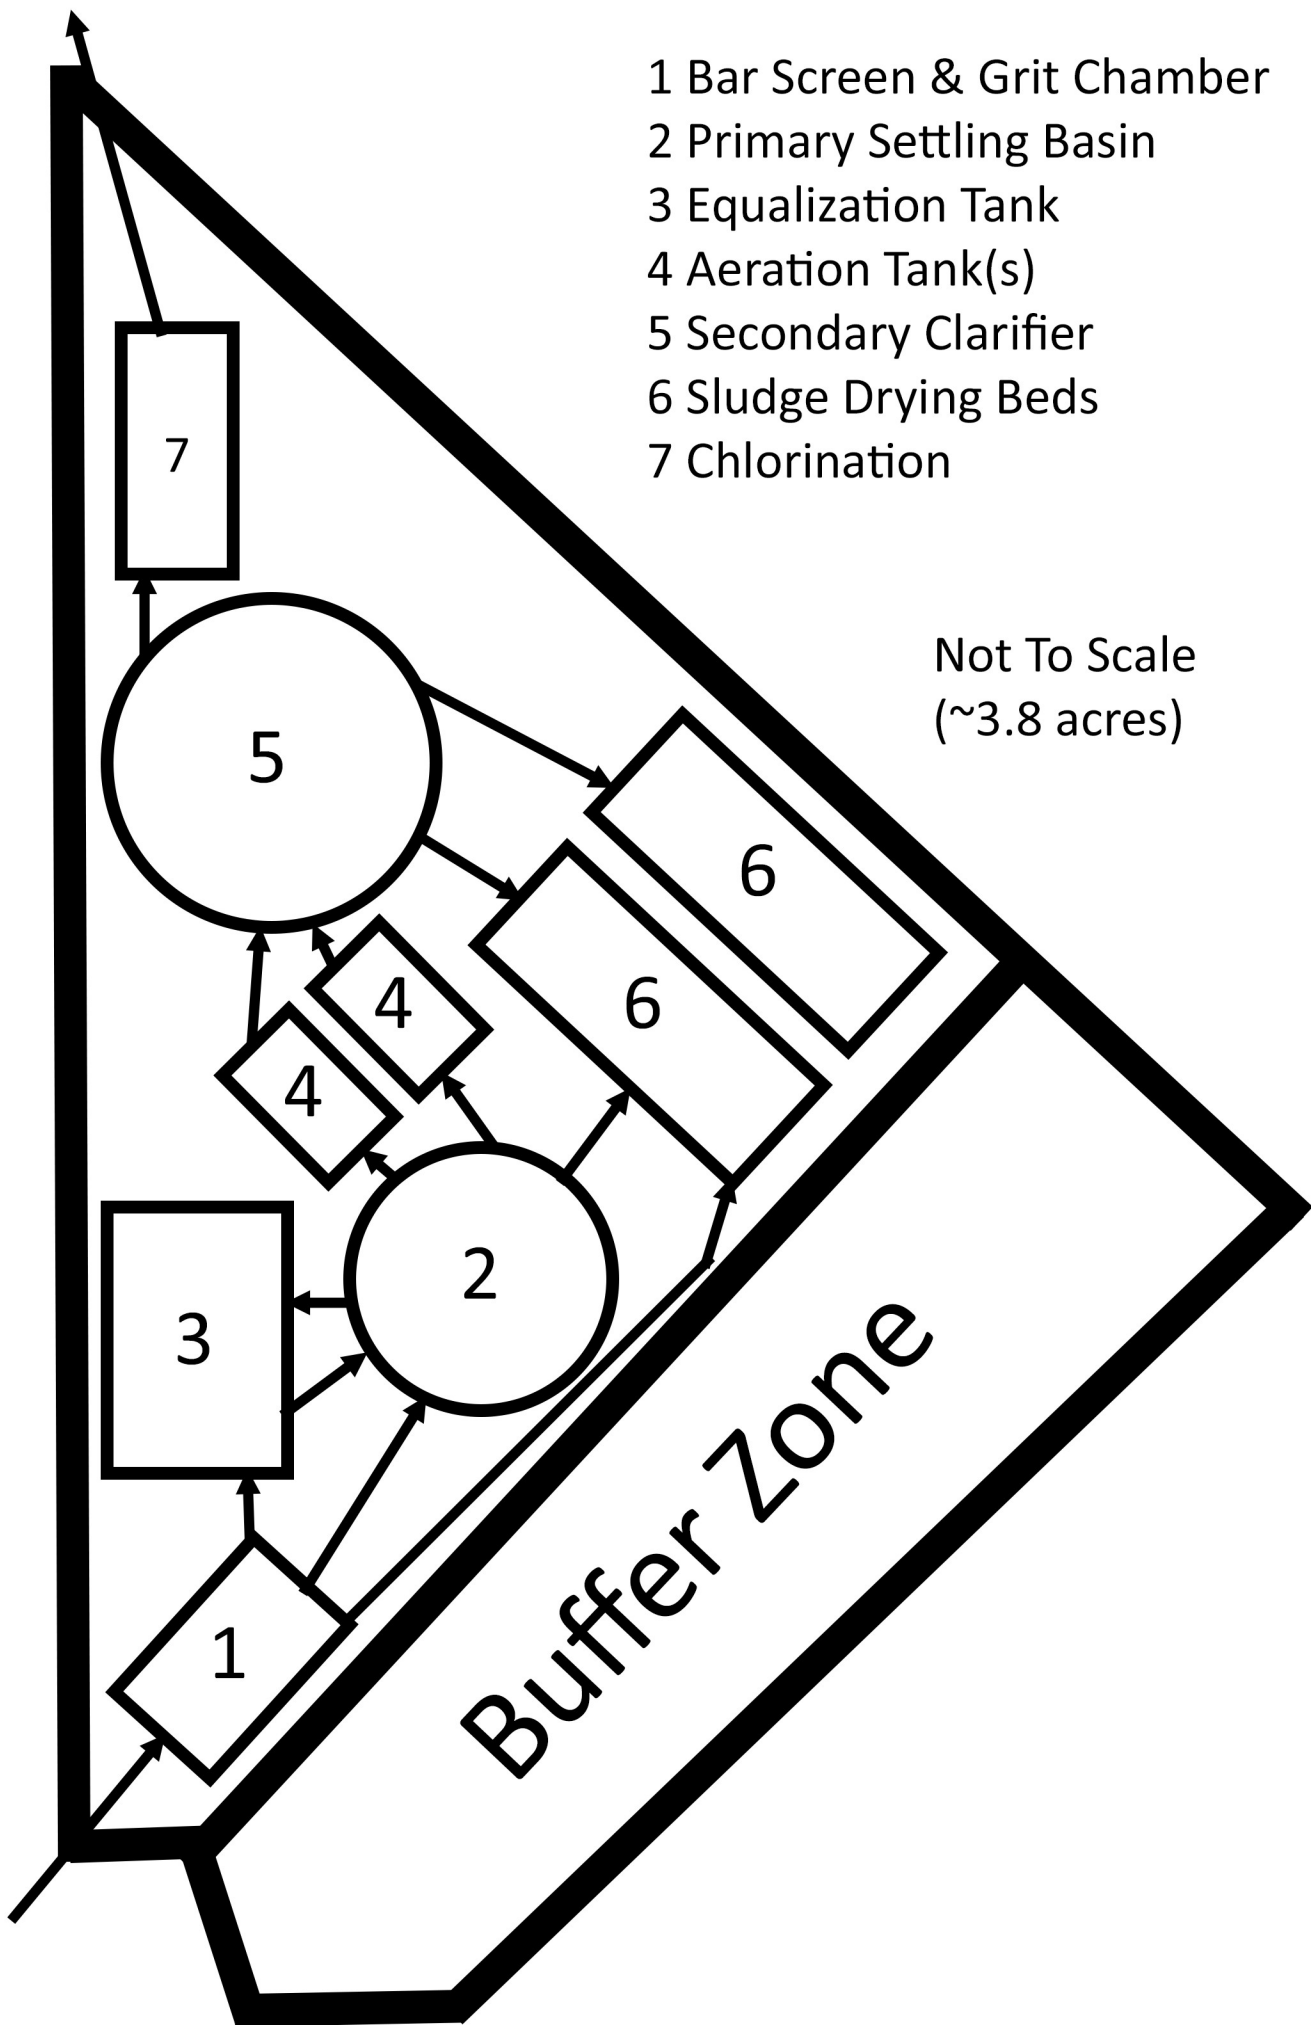 1 Bar Screen & Grit Chamber
2 Primary Settling Basin
3 Equalization Tank
4 Aeration Tank(s)
5 Secondary Clarifier
6 Sludge Drying Beds
7 Chlorination
Not To Scale
(~3.8 acres)
7
5
6
6
4
4
2
3
1
Buffer Zone